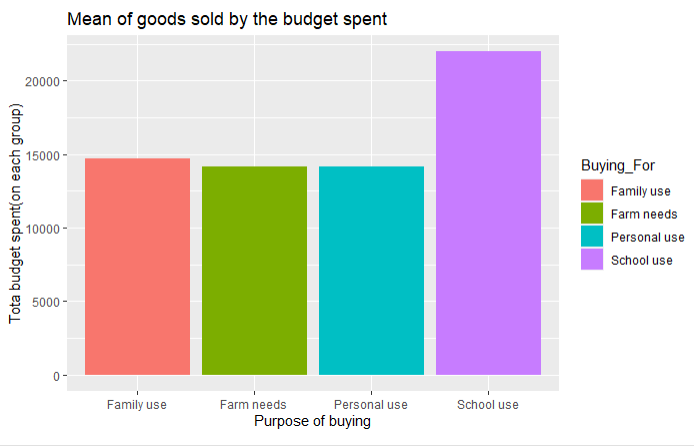 Mean of goods sold by the budget spent
Tota budget spent(on each group)
20000
15000
10000
5000
0
Family use
Farm needs
Personal use
School use
Purpose of buying
Buying_For
Family use
Farm needs
Personal use
School use